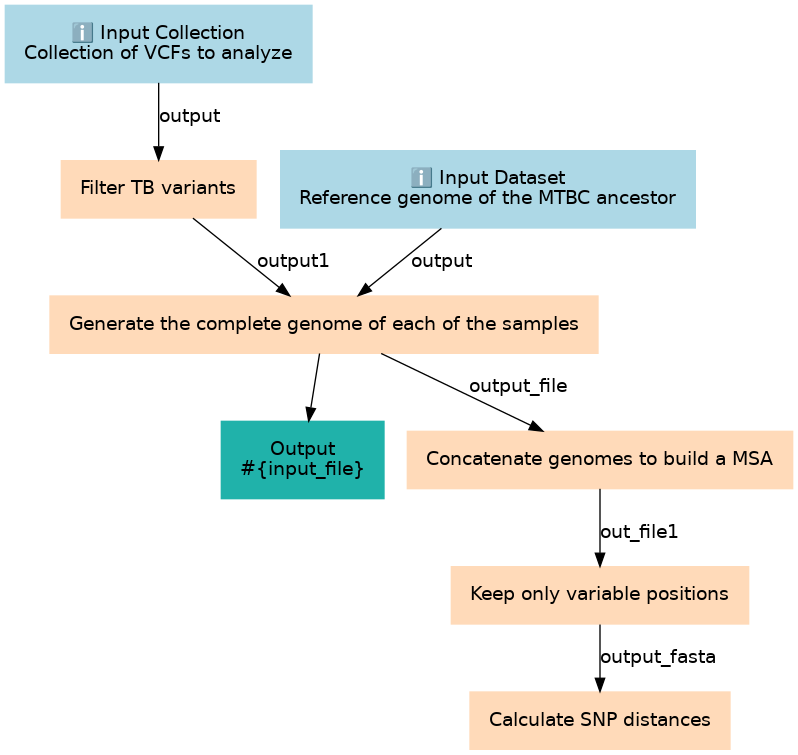 ℹ️ Input Collection
Collection of VCFs to analyze
output
Filter TB variants
ℹ️ Input Dataset
Reference genome of the MTBC ancestor
output1
output
Generate the complete genome of each of the samples
output_file
Output
#{input_file}
Concatenate genomes to build a MSA
out_file1
Keep only variable positions
output_fasta
Calculate SNP distances